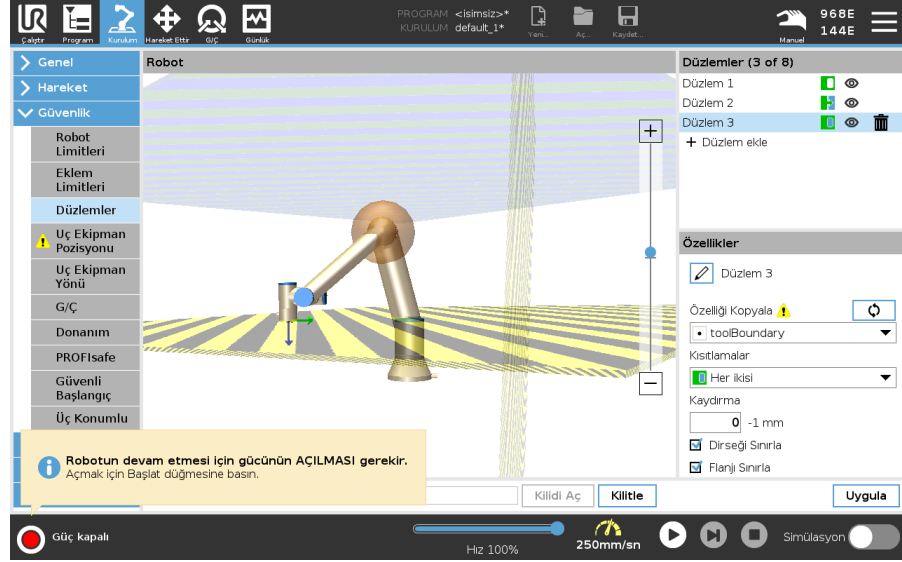 UR
PROGRAM <isimsiz>*
KURULUM default_1*
Çalıştır
Program
Kurulum
Hareket Ettir
G/Ç
Günlük
Yeni...
Aç...
Kaydet...
Manuel
968E
144E
Genel
Hareket
Güvenlik
Robot
Limitleri
Eklem
Limitleri
Düzlemler
Uç Ekipman
Pozisyonu
Uç Ekipman
Yönü
G/Ç
Donanım
PROFIsafe
Güvenli
Başlangıç
Üç Konumlu
Robot
Düzlemler (3 of 8)
Düzlem 1
Düzlem 2
Düzlem 3
+ Düzlem ekle
Özellikler
Düzlem 3
Özelliği Kopyala
toolBoundary
Kısıtlamalar
Her ikisi
Kaydırma
0 -1 mm
Dirseği Sınırla
Flanjı Sınırla
Robotun devam etmesi için gücünün AÇILMASI gerekir.
Açmak için Başlat düğmesine basın.
Kilidi Aç
Kilitle
Uygula
Güç kapalı
Hız 100%
250mm/sn
Simülasyon